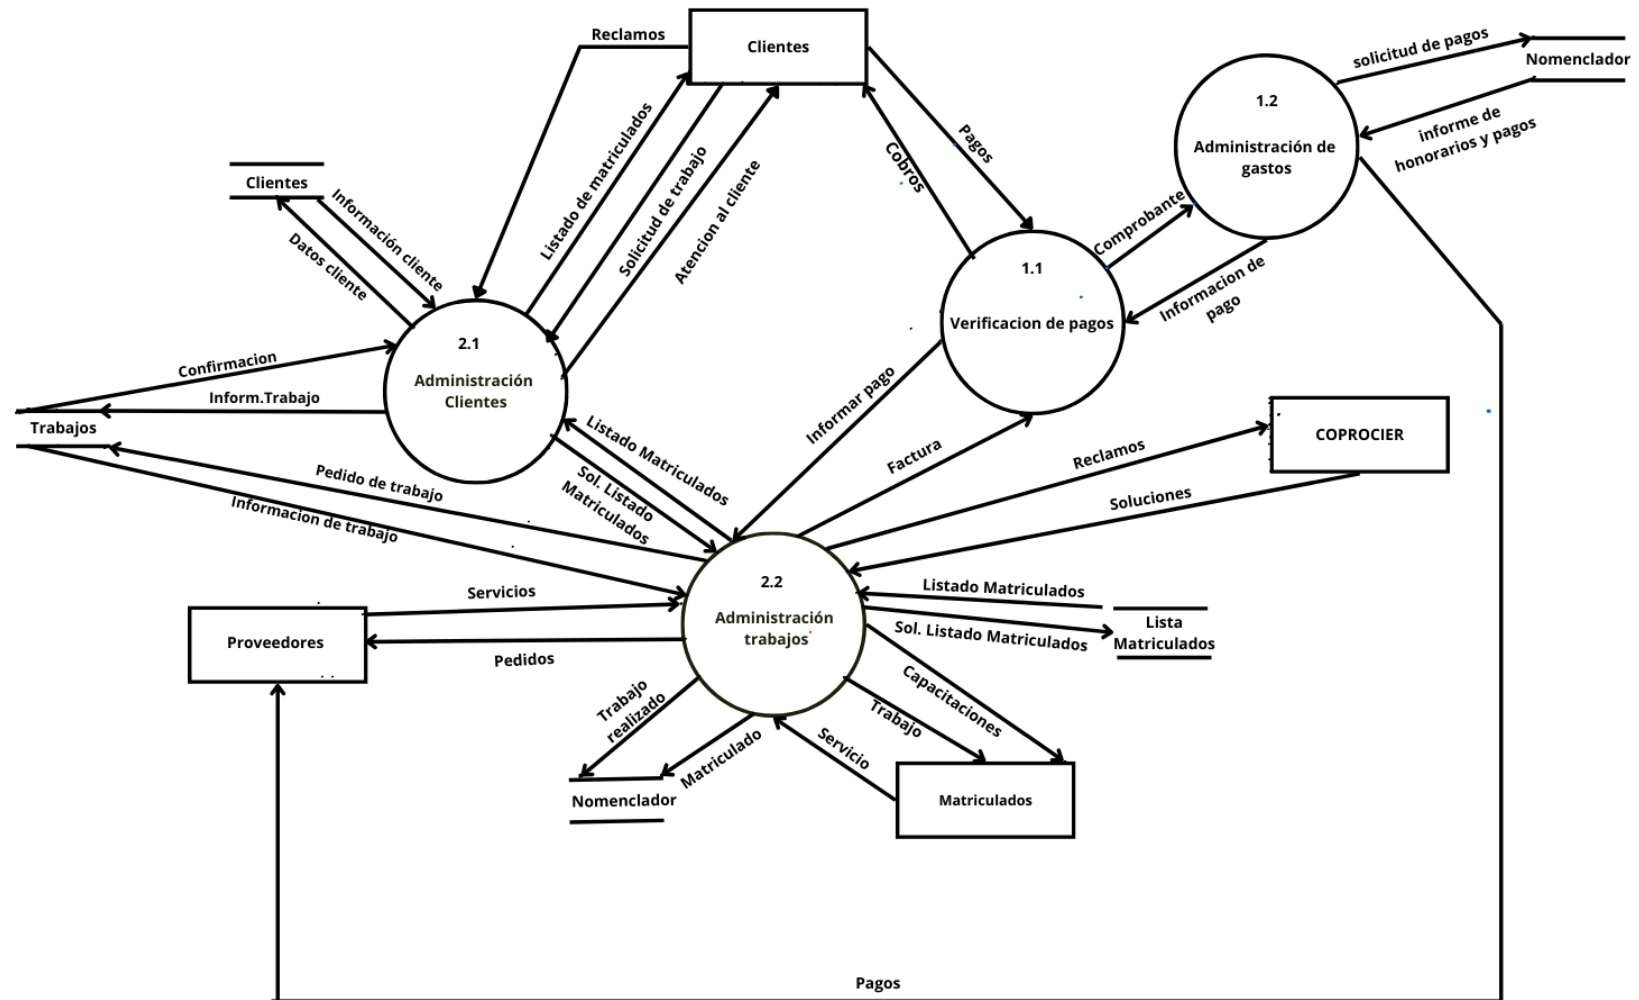 Reclamos
Clientes
solicitud de pagos
Nomenclador
1.2
Administración de
gastos
informe de
honorarios y pagos
Pagos
Cobros
Listado de matriculados
Solicitud de trabajo
Atencion al cliente
Clientes
Información cliente
Datos cliente
Comprobante
1.1
Verificacion de pagos
Informacion de
pago
2.1
Administración
Clientes
Confirmacion
Inform.Trabajo
Trabajos
Informar pago
Factura
Listado Matriculados
Sol. Listado
Matriculados
Reclamos
COPROCIER
Soluciones
Pedido de trabajo
Informacion de trabajo
2.2
Administración
trabajos
Servicios
Proveedores
Pedidos
Listado Matriculados
Sol. Listado Matriculados
Lista
Matriculados
Capacitaciones
Trabajo
Servicio
Trabajo
realizado
Matriculado
Nomenclador
Matriculados
Pagos